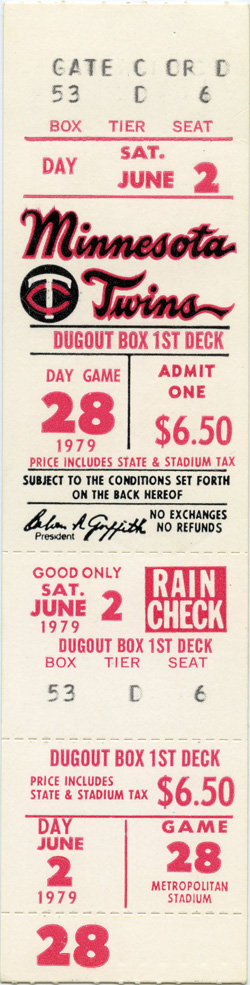 GATE C OR D
53 D 6
BOX TIER SEAT
DAY SAT.
JUNE 2
Minnesota
TC Twins
DUGOUT BOX 1ST DECK
DAY GAME
28
1979
ADMIT
ONE
$6.50
PRICE INCLUDES STATE & STADIUM TAX
SUBJECT TO THE CONDITIONS SET FORTH
ON THE BACK HEREOF
Calvin R Griffith
President
NO EXCHANGES
NO REFUNDS
GOOD ONLY
SAT.
JUNE 2
1979
RAIN
CHECK
DUGOUT BOX 1ST DECK
BOX TIER SEAT
53 D 6
DUGOUT BOX 1ST DECK
PRICE INCLUDES
STATE & STADIUM TAX
$6.50
DAY
JUNE
2
1979
GAME
28
METROPOLITAN
STADIUM
28